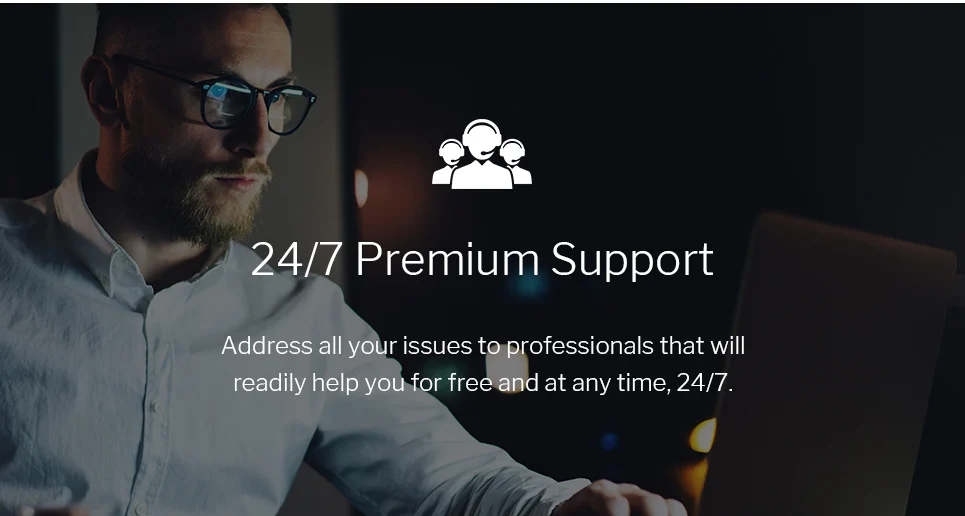 24/7 Premium Support
Address all your issues to professionals that will
readily help you for free and at any time, 24/7.